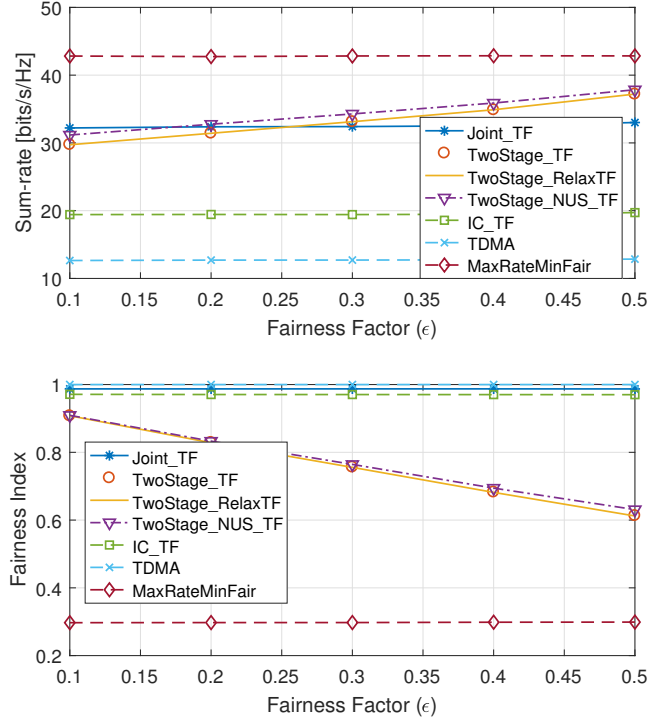 50
40
30
20
10
Sum-rate [bits/s/Hz]
Joint_TF
TwoStage_TF
TwoStage_RelaxTF
TwoStage_NUS_TF
IC_TF
TDMA
MaxRateMinFair
0.1 0.15 0.2 0.25 0.3 0.35 0.4 0.45 0.5
Fairness Factor (ϵ)
1
0.8
0.6
0.4
0.2
Fairness Index
Joint_TF
TwoStage_TF
TwoStage_RelaxTF
TwoStage_NUS_TF
IC_TF
TDMA
MaxRateMinFair
0.1 0.15 0.2 0.25 0.3 0.35 0.4 0.45 0.5
Fairness Factor (ϵ)